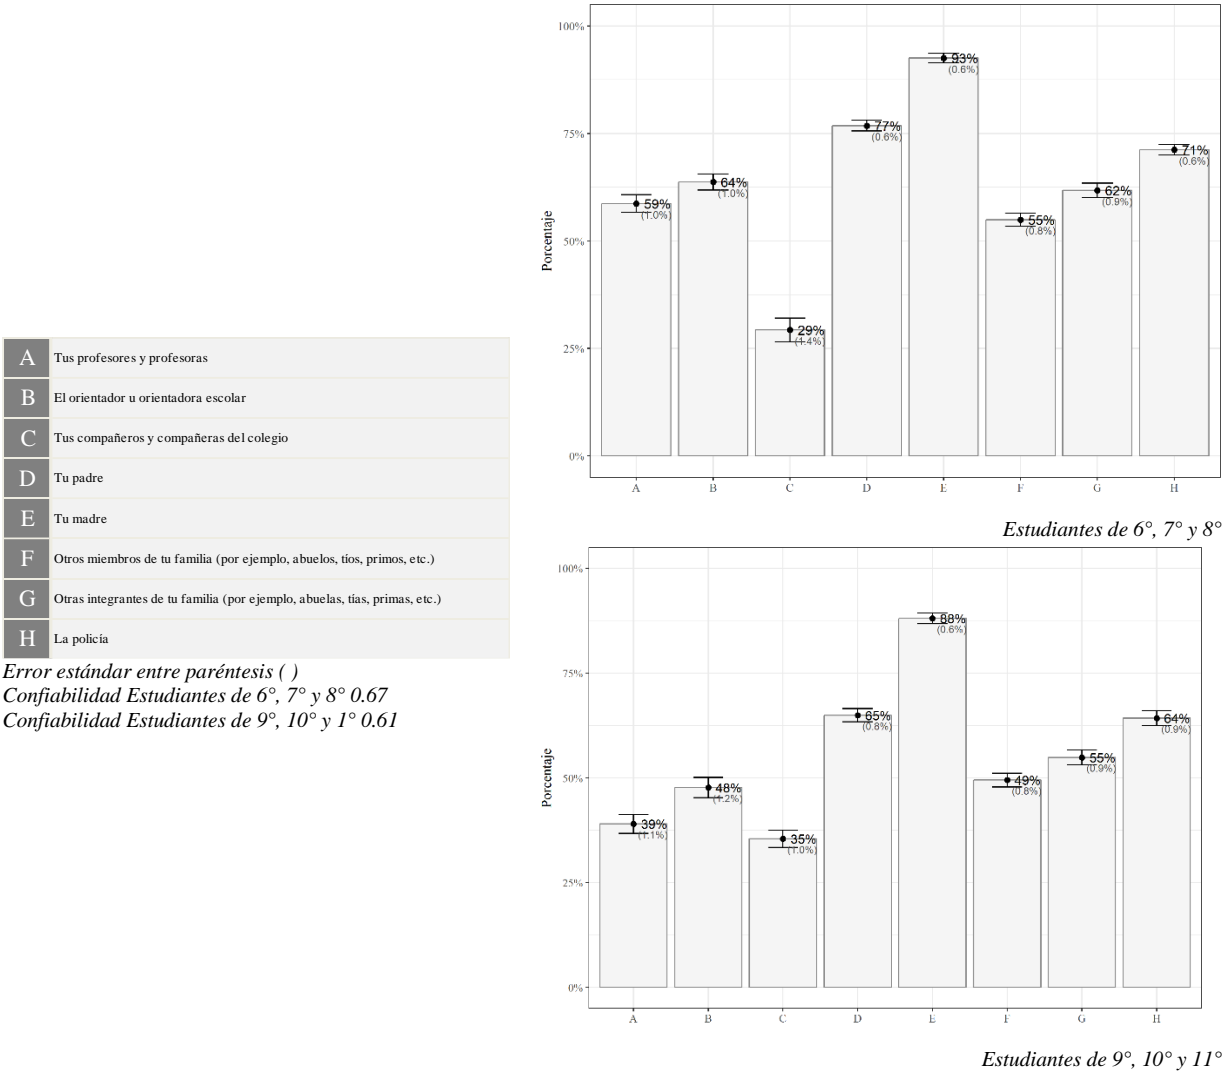 A Tus profesores y profesoras
B El orientador u orientadora escolar
C Tus compañeros y compañeras del colegio
D Tu padre
E Tu madre
F Otros miembros de tu familia (por ejemplo, abuelos, tíos, primos, etc.)
G Otras integrantes de tu familia (por ejemplo, abuelas, tías, primas, etc.)
H La policía
Error estándar entre paréntesis ( )
Confiabilidad Estudiantes de 6°, 7° y 8° 0.67
Confiabilidad Estudiantes de 9°, 10° y 1° 0.61
Porcentaje
100%
75%
50%
25%
0%
59%
(1.0%)
64%
(1.0%)
29%
(1.4%)
77%
(0.6%)
93%
(0.6%)
55%
(0.8%)
62%
(0.9%)
71%
(0.6%)
A B C D E F G H
Estudiantes de 6°, 7° y 8°
Porcentaje
100%
75%
50%
25%
0%
39%
(1.1%)
48%
(1.2%)
35%
(1.0%)
65%
(0.8%)
88%
(0.6%)
49%
(0.8%)
55%
(0.9%)
64%
(0.9%)
A B C D E F G H
Estudiantes de 9°, 10° y 11°